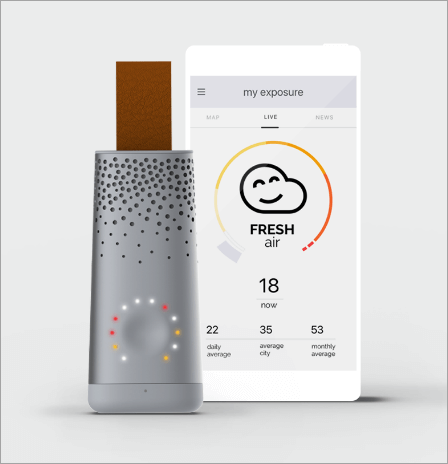 my exposure
MAP LIVE NEWS
FRESH
air
18
now
22 35 53
daily average monthly
average city average